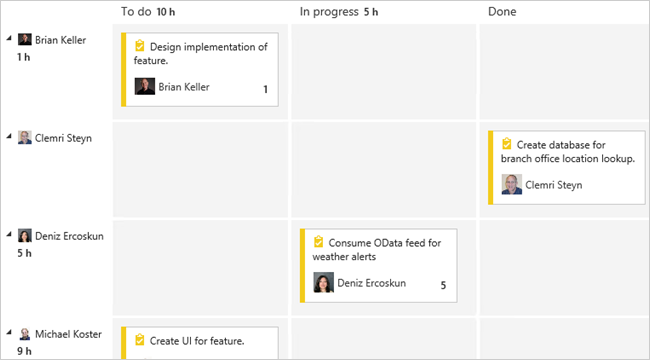 To do 10 h
In progress 5 h
Done
Brian Keller
1 h
Design implementation of
feature.
Brian Keller
1
Clemri Steyn
Create database for
branch office location lookup.
Clemri Steyn
Deniz Ercoskun
5 h
Consume OData feed for
weather alerts
Deniz Ercoskun
5
Michael Koster
9 h
Create UI for feature.